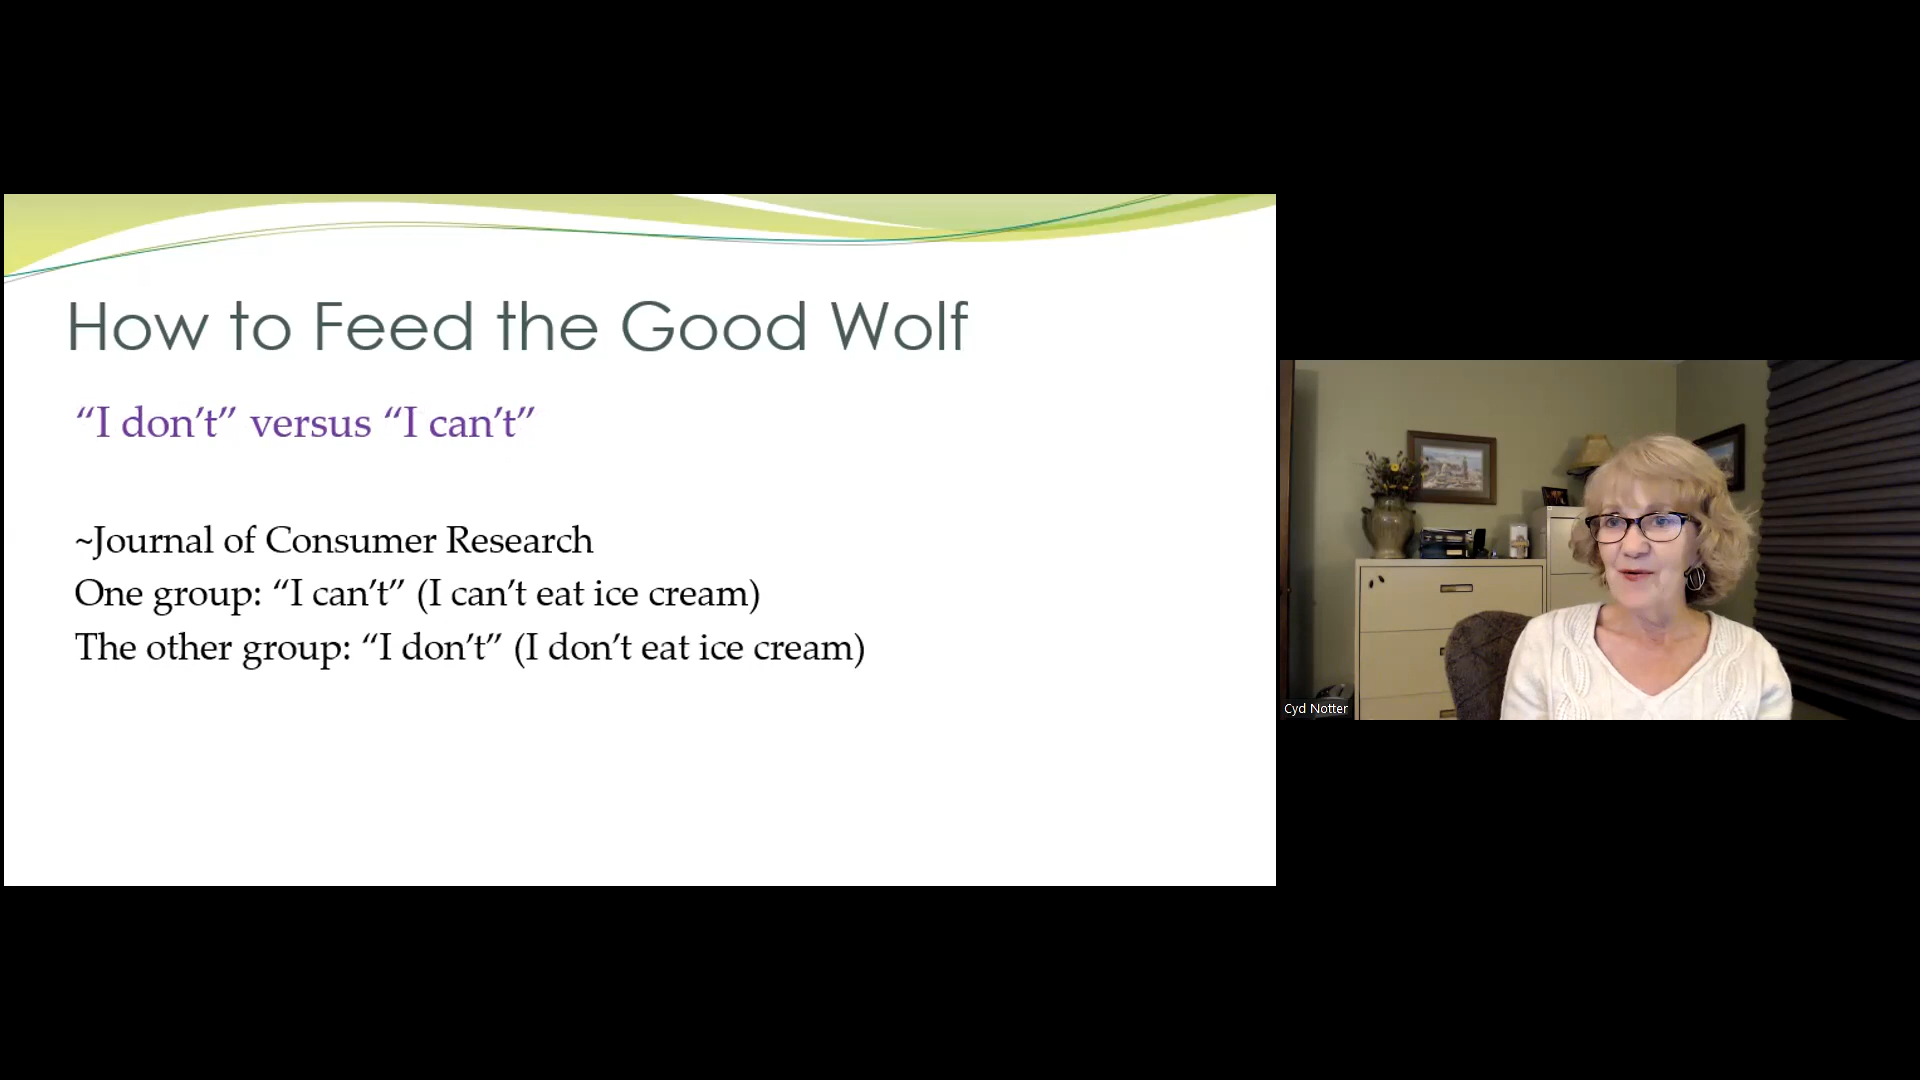 How to Feed the Good Wolf
“I don’t” versus “I can’t”
~Journal of Consumer Research
One group: “I can’t” (I can’t eat ice cream)
The other group: “I don’t” (I don’t eat ice cream)
Cyd Notter